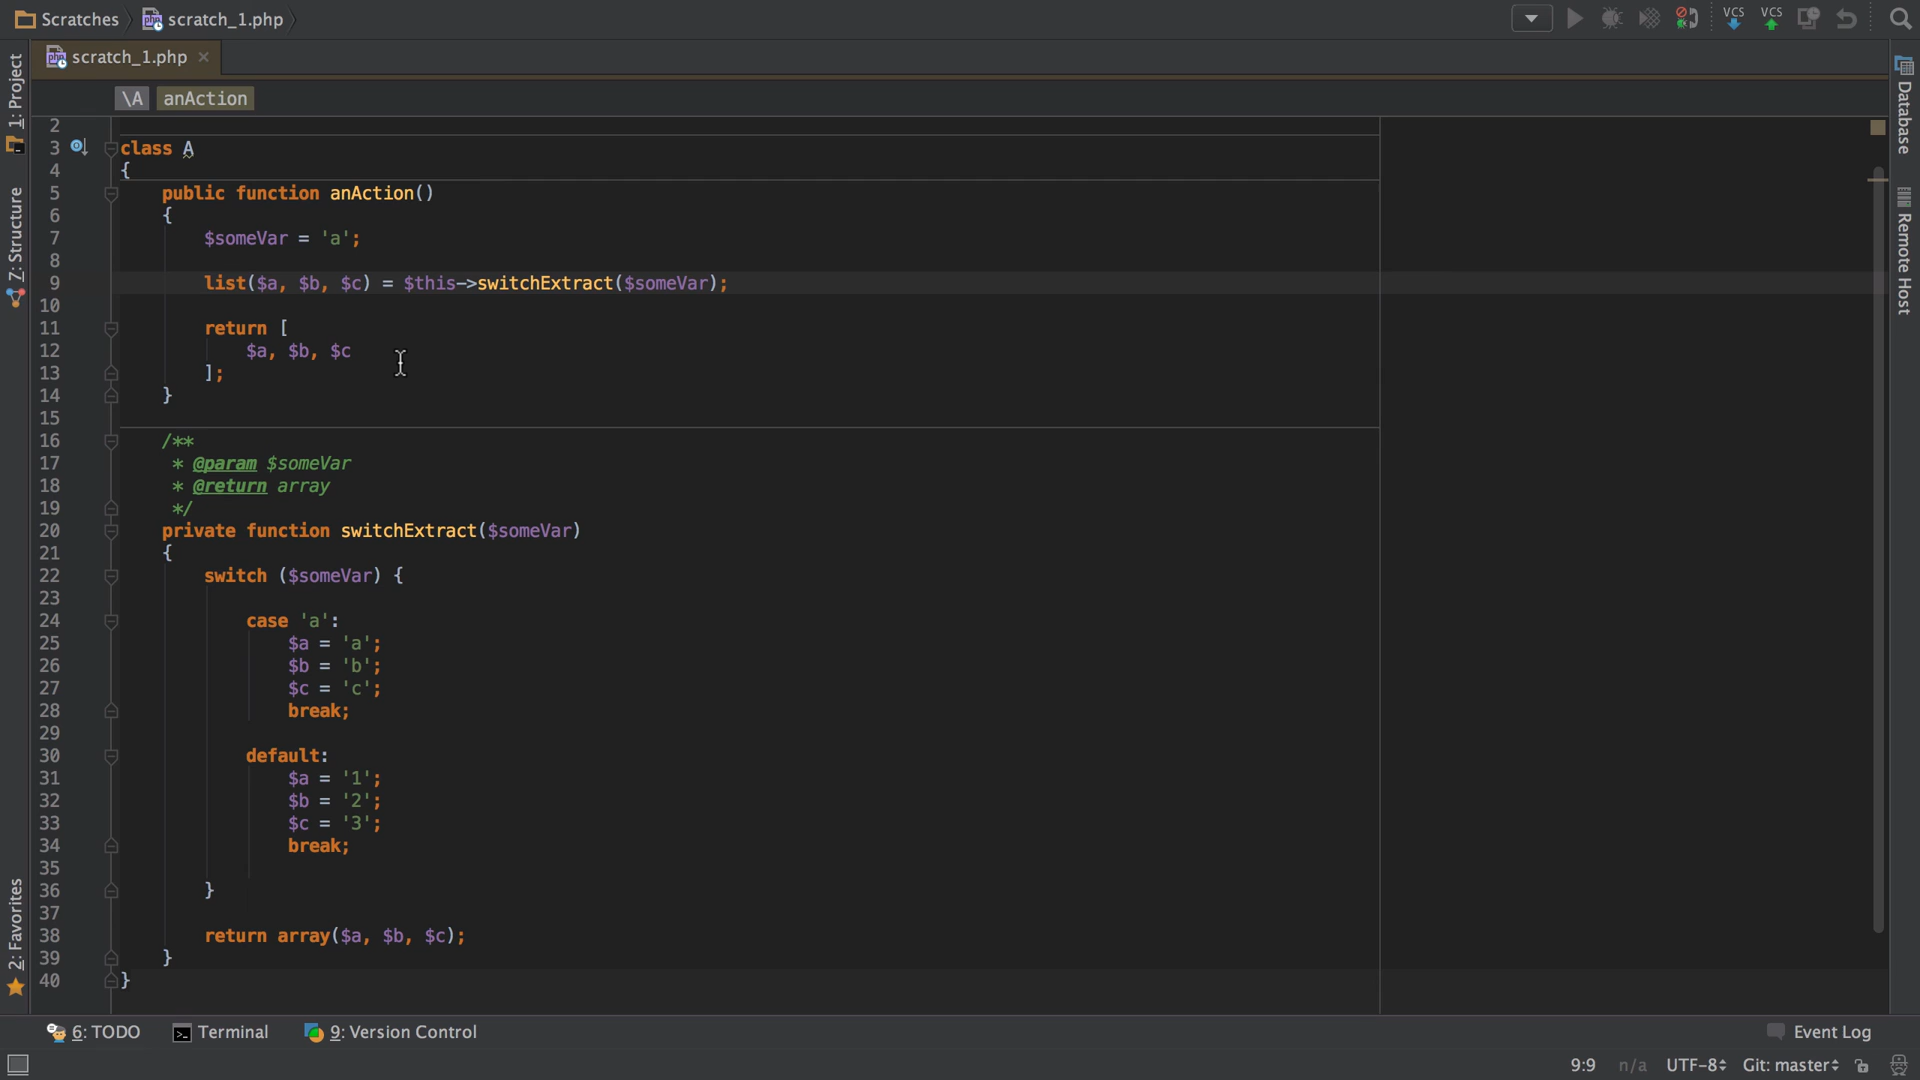 Scratches scratch_1.php
VCS VCS
scratch_1.php
\A anAction
1: Project
7: Structure
2: Favorites
Database
Remote Host
2
3 class A
4 {
5 public function anAction()
6 {
7 $someVar = 'a';
8
9 list($a, $b, $c) = $this->switchExtract($someVar);
10
11 return [
12 $a, $b, $c
13 ];
14 }
15
16 /**
17 * @param $someVar
18 * @return array
19 */
20 private function switchExtract($someVar)
21 {
22 switch ($someVar) {
23
24 case 'a':
25 $a = 'a';
26 $b = 'b';
27 $c = 'c';
28 break;
29
30 default:
31 $a = '1';
32 $b = '2';
33 $c = '3';
34 break;
35
36 }
37
38 return array($a, $b, $c);
39 }
40 }
6: TODO Terminal 9: Version Control Event Log
9:9 n/a UTF-8 Git: master